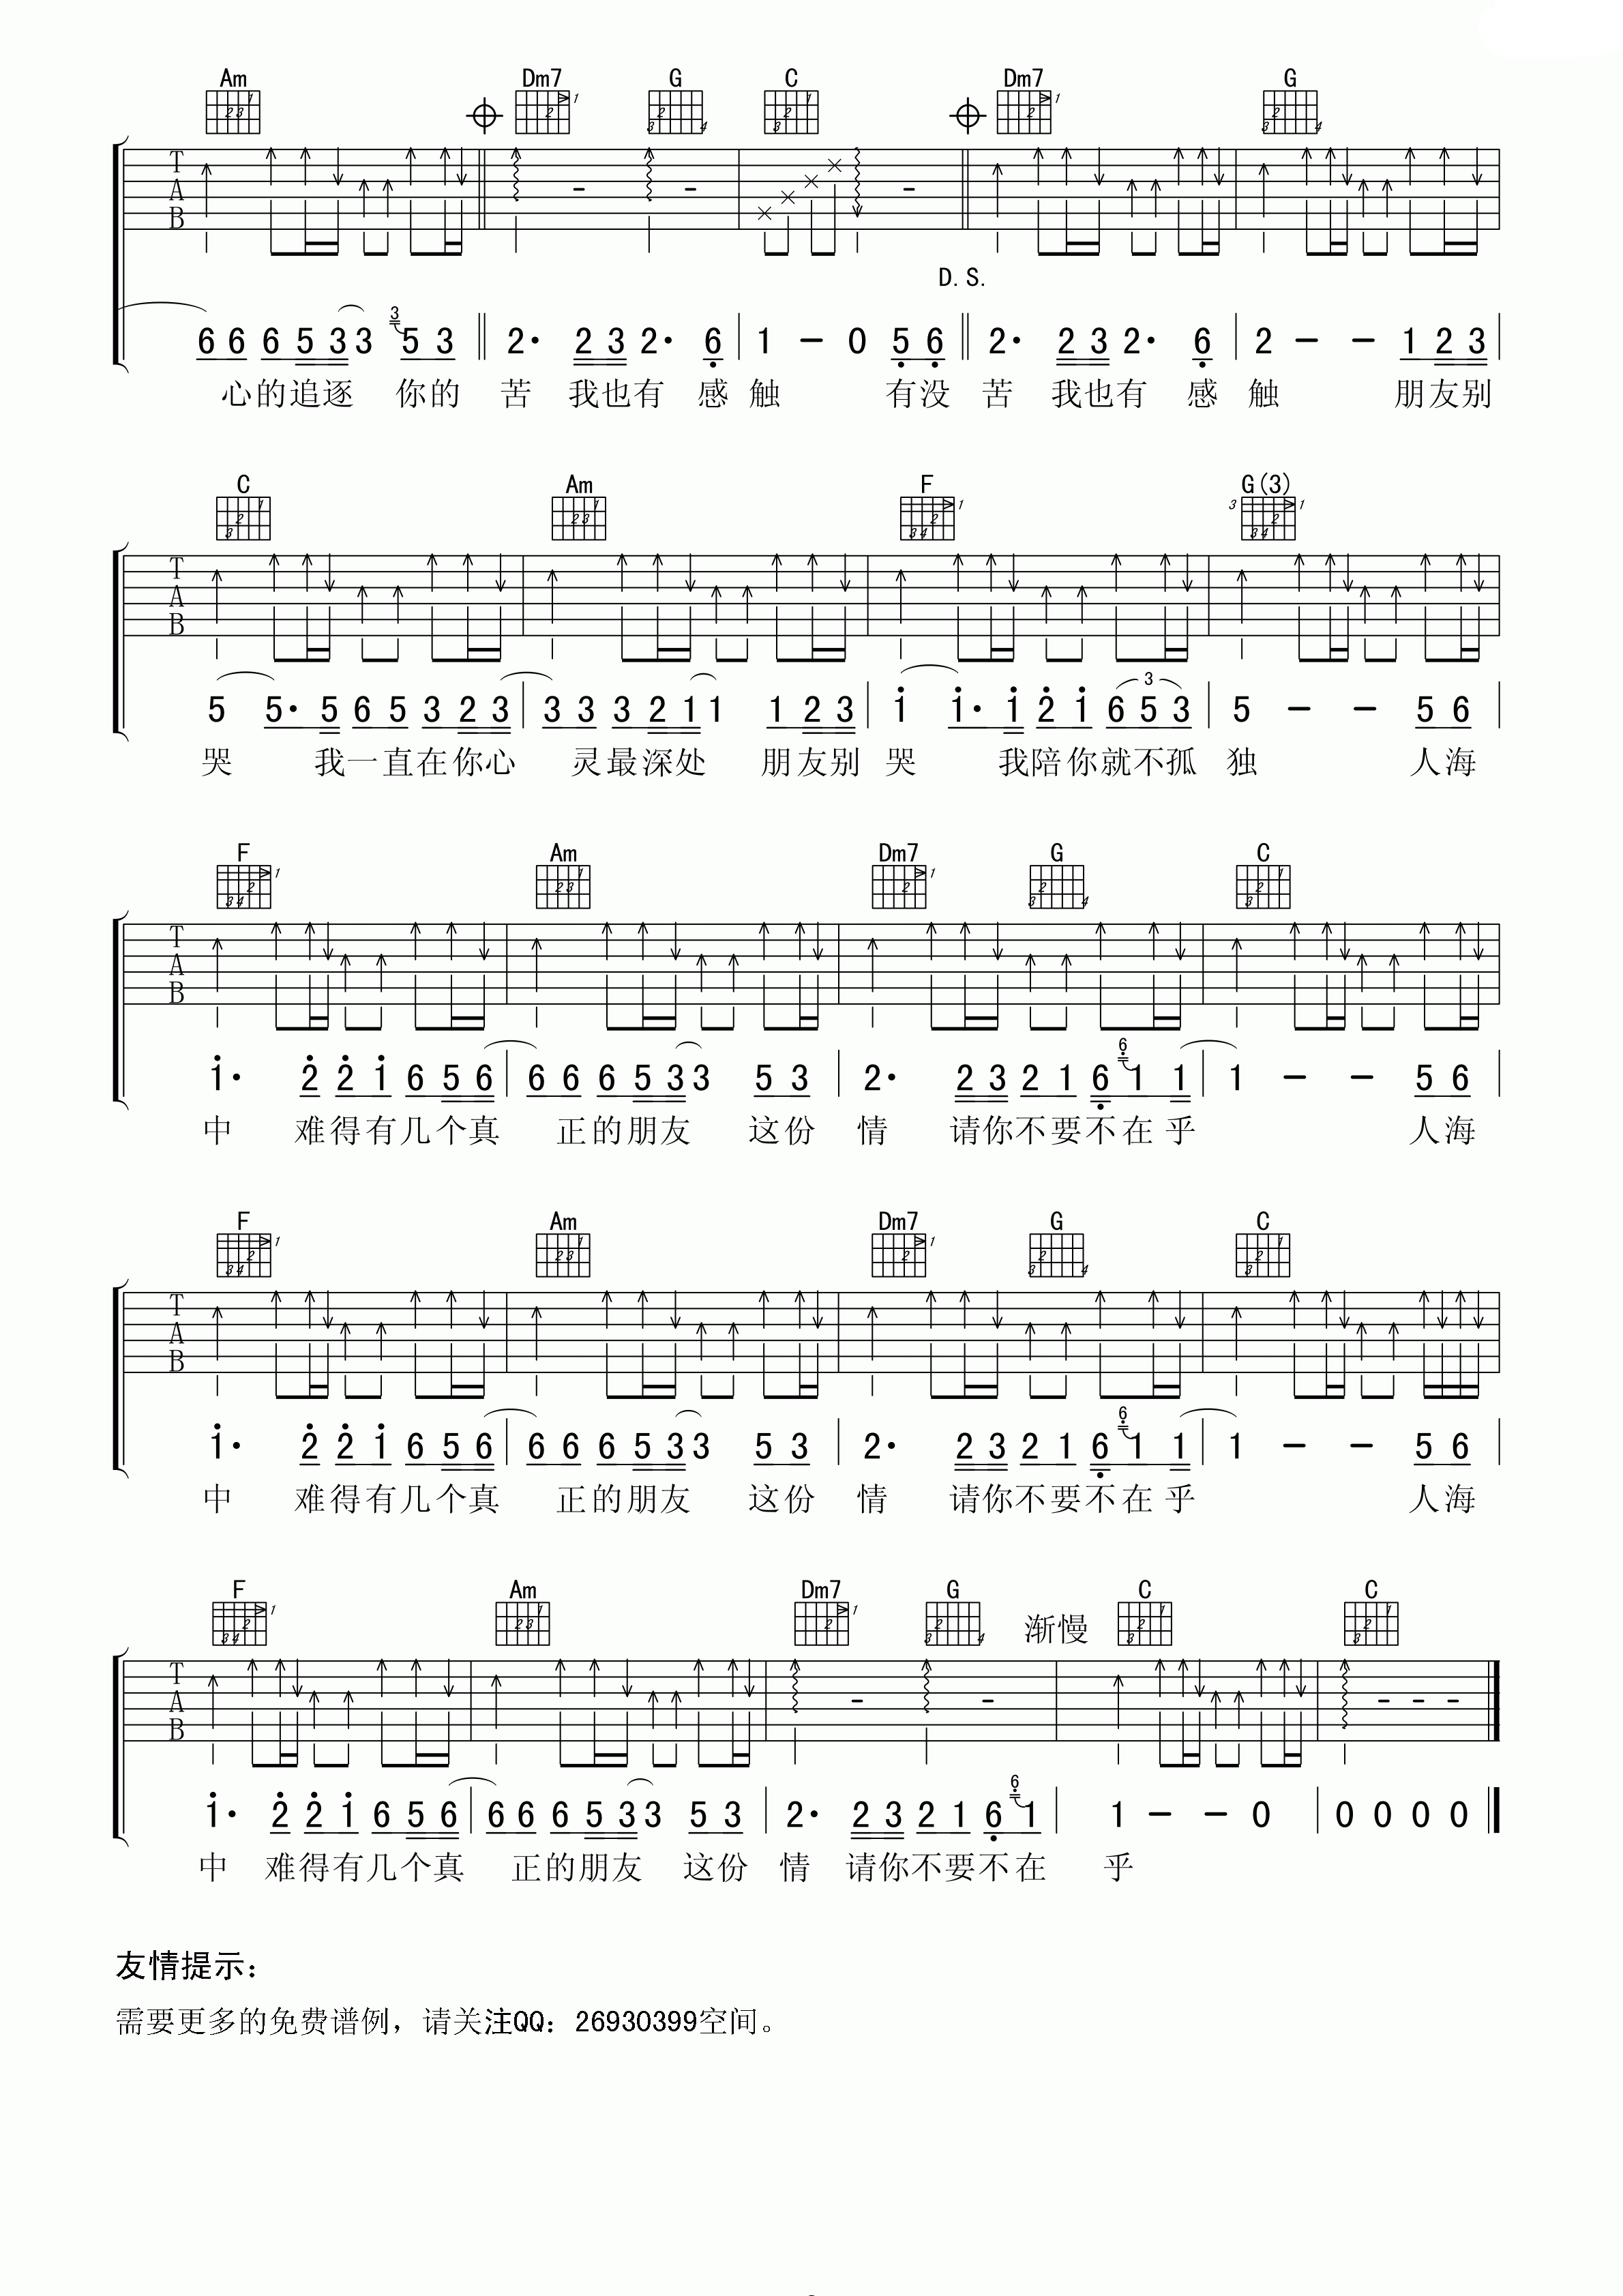 Am Dm7 G C Dm7 G
T
A
B
D.S.
6 6 6 5 3 3 3 5 3 2· 2 3 2· 6 1 - 0 5 6 2· 2 3 2· 6 2 - - 1 2 3
心的追逐 你的 苦 我也有 感 触 有没 苦 我也有 感 触 朋友别
C Am F G(3)
T
A
B
5 5· 5 6 5 3 2 3 3 3 3 2 1 1 1 2 3 1 1· 1 2 1 6 5 3 5 - - 5 6
哭 我一直在你心 灵最深处 朋友别 哭 我陪你就不孤 独 人海
F Am Dm7 G C
T
A
B
1· 2 2 1 6 5 6 6 6 6 5 3 3 5 3 2· 2 3 2 1 6 6 1 1 1 - - 5 6
中 难得有几个真 正的朋友 这份 情 请你不要不在乎 人海
F Am Dm7 G C
T
A
B
1· 2 2 1 6 5 6 6 6 6 5 3 3 5 3 2· 2 3 2 1 6 6 1 1 1 - - 5 6
中 难得有几个真 正的朋友 这份 情 请你不要不在乎 人海
F Am Dm7 G 渐慢 C C
T
A
B
1· 2 2 1 6 5 6 6 6 6 5 3 3 5 3 2· 2 3 2 1 6 6 1 1 - - 0 0 0 0 0
中 难得有几个真 正的朋友 这份 情 请你不要不在 乎
友情提示：
需要更多的免费谱例，请关注QQ：26930399空间。